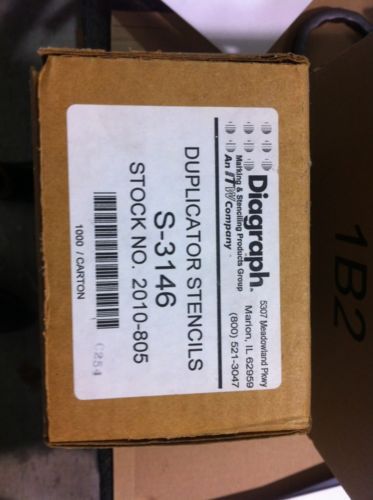 Diagraph®
Marking & Stenciling Products Group
An ITW Company
5307 Meadowland Pkwy
Marion, IL 62959
(800) 521-3047
DUPLICATOR STENCILS
S-3146
STOCK NO. 2010-805
1000 / CARTON
C254
1B2